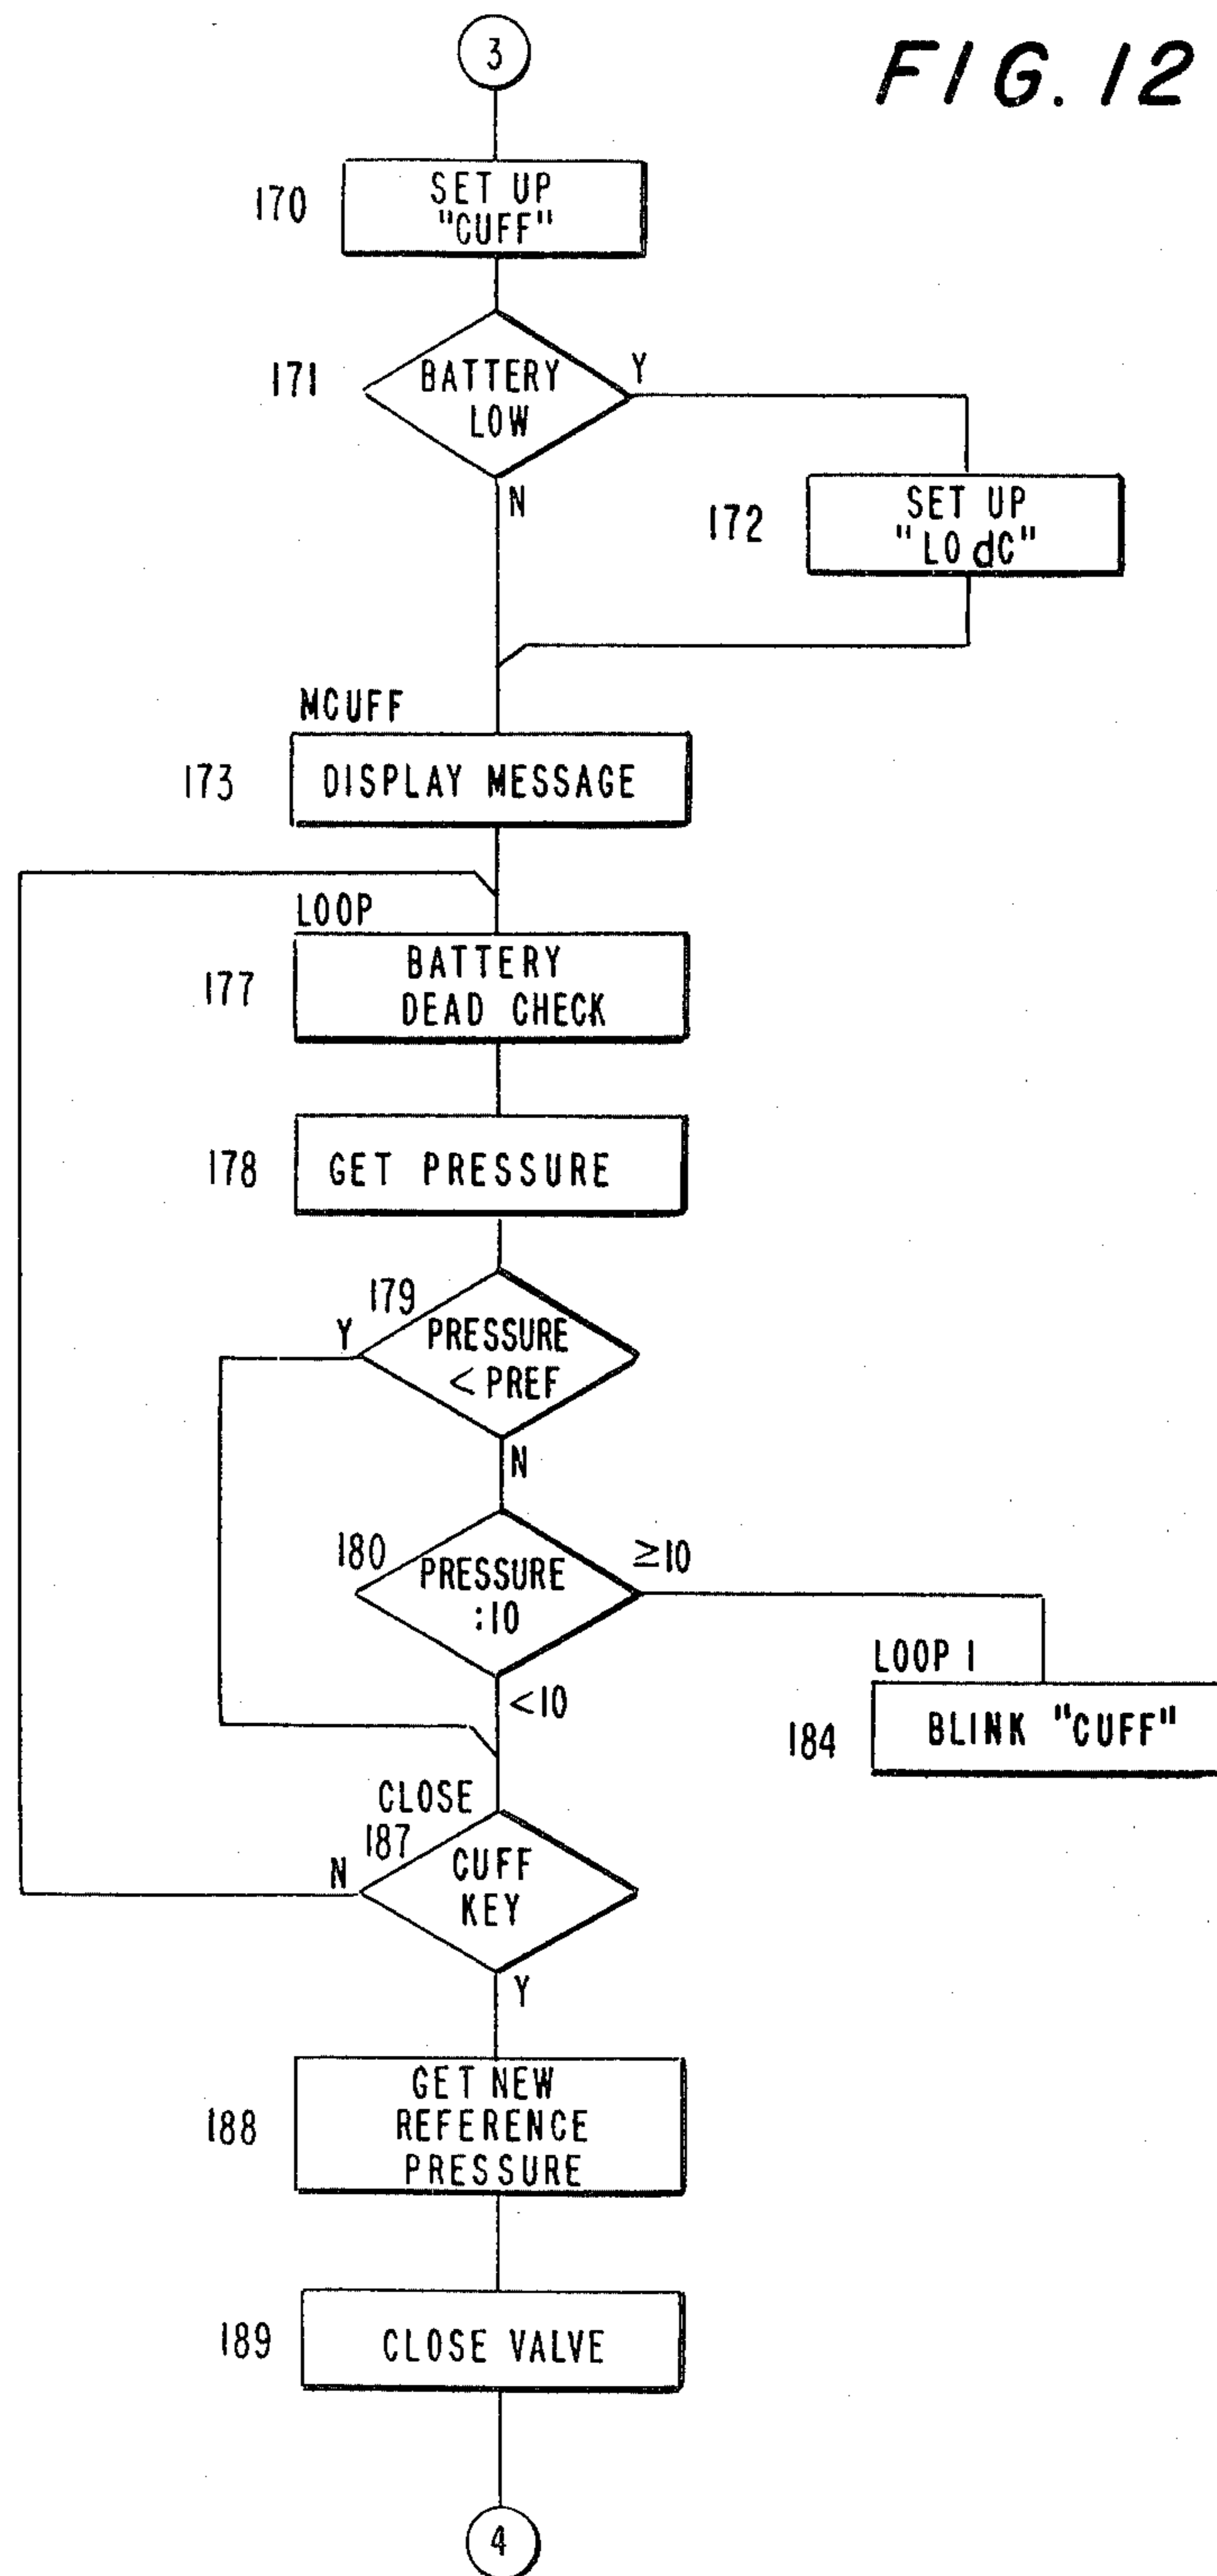 FIG. 12
3
170
SET UP
"CUFF"
171
BATTERY
LOW
Y
N
172
SET UP
"LO dC"
MCUFF
173
DISPLAY MESSAGE
LOOP
177
BATTERY
DEAD CHECK
178
GET PRESSURE
179
Y
PRESSURE
< PREF
N
180
PRESSURE
:10
≥10
<10
LOOP 1
184
BLINK "CUFF"
CLOSE
187
N
CUFF
KEY
Y
188
GET NEW
REFERENCE
PRESSURE
189
CLOSE VALVE
4